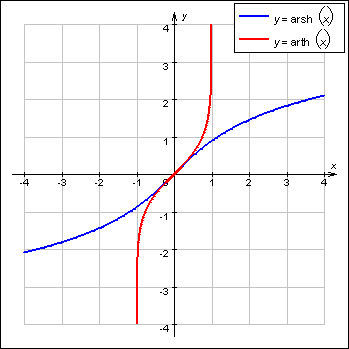 y = arsh (x)
y = arth (x)
y
4
3
2
1
x
-4 -3 -2 -1 0 1 2 3 4
-1
-2
-3
-4